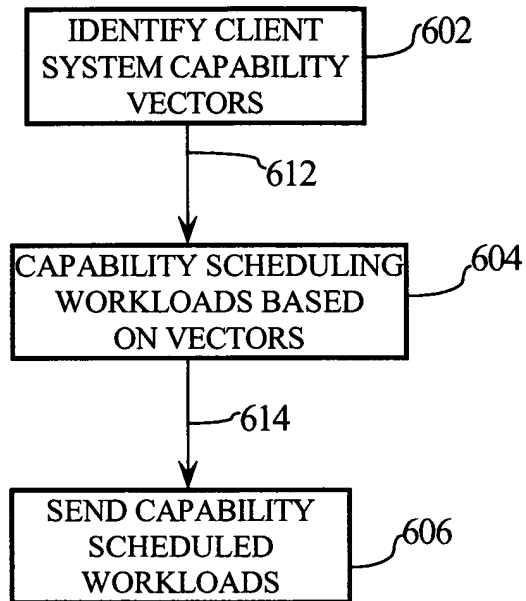 IDENTIFY CLIENT
SYSTEM CAPABILITY
VECTORS
602
612
CAPABILITY SCHEDULING
WORKLOADS BASED
ON VECTORS
604
614
SEND CAPABILITY
SCHEDULED
WORKLOADS
606